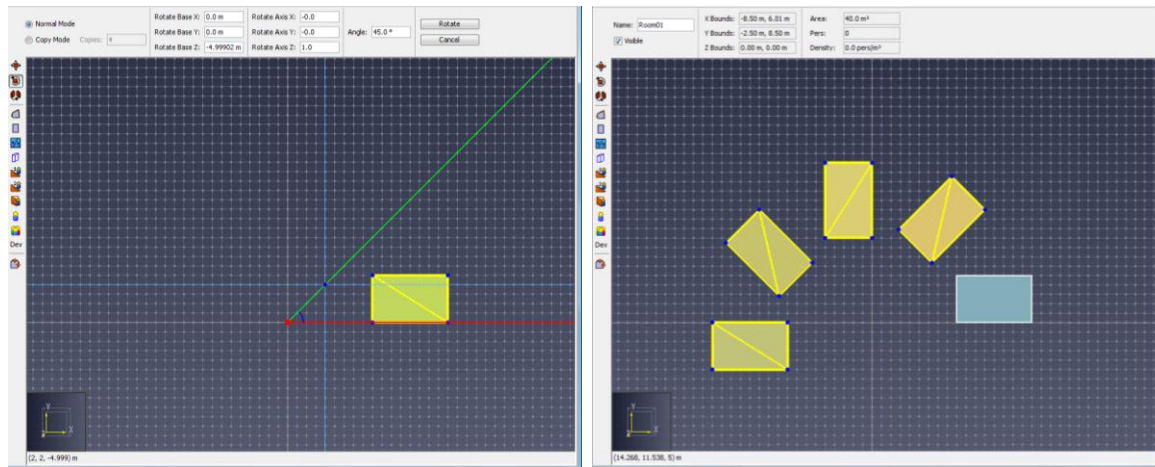 Normal Mode
Copy Mode Copies: 4
Rotate Base X: 0.0 m
Rotate Base Y: 0.0 m
Rotate Base Z: -4.99902 m
Rotate Axis X: -0.0
Rotate Axis Y: -0.0
Rotate Axis Z: 1.0
Angle: 45.0 °
Rotate
Cancel
Dev
Y
X
Z
(2, 2, -4.999) m
Name: Room01
Visible
X Bounds: -8.50 m, 6.01 m
Y Bounds: -2.50 m, 8.50 m
Z Bounds: 0.00 m, 0.00 m
Area: 40.0 m²
Pers: 0
Density: 0.0 pers/m²
Dev
Y
X
Z
(14.268, 11.538, 5) m